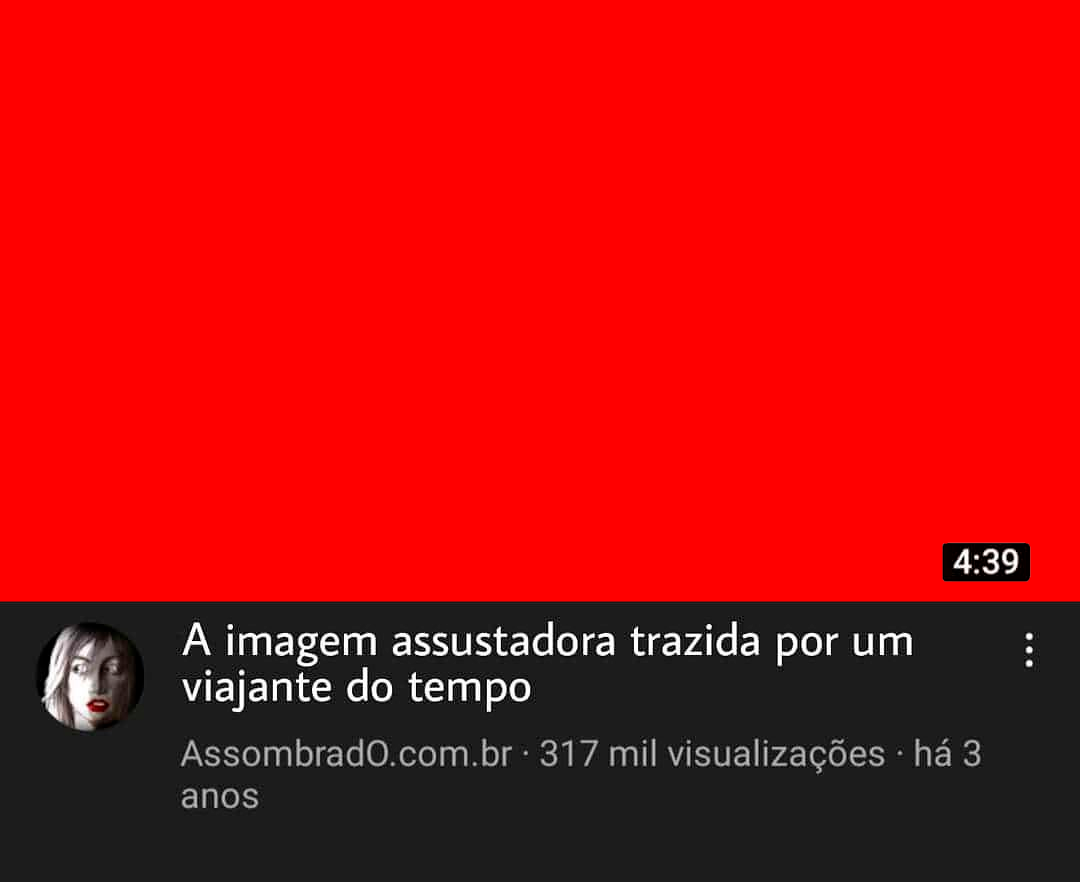 4:39
A imagem assustadora trazida por um
viajante do tempo
AssombradO.com.br · 317 mil visualizações · há 3
anos